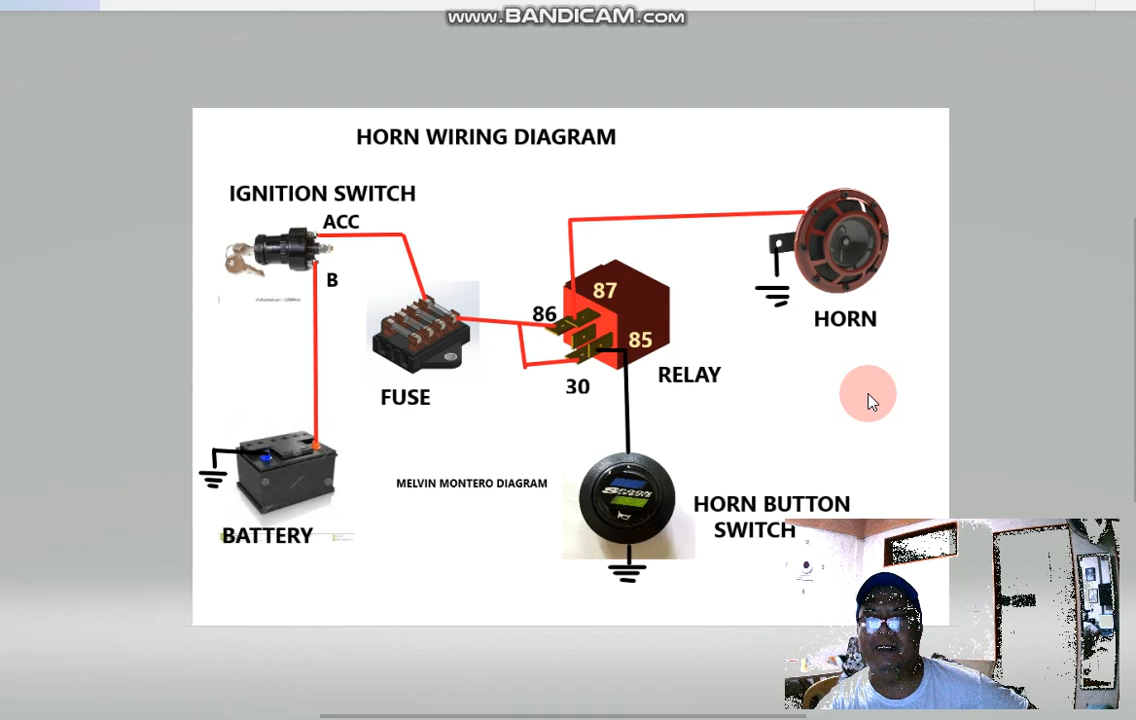 WWW.BANDICAM.COM
HORN WIRING DIAGRAM
IGNITION SWITCH
ACC
B
FUSE
BATTERY
87
86
85
30
RELAY
HORN
MELVIN MONTERO DIAGRAM
SPOON
HORN BUTTON
SWITCH